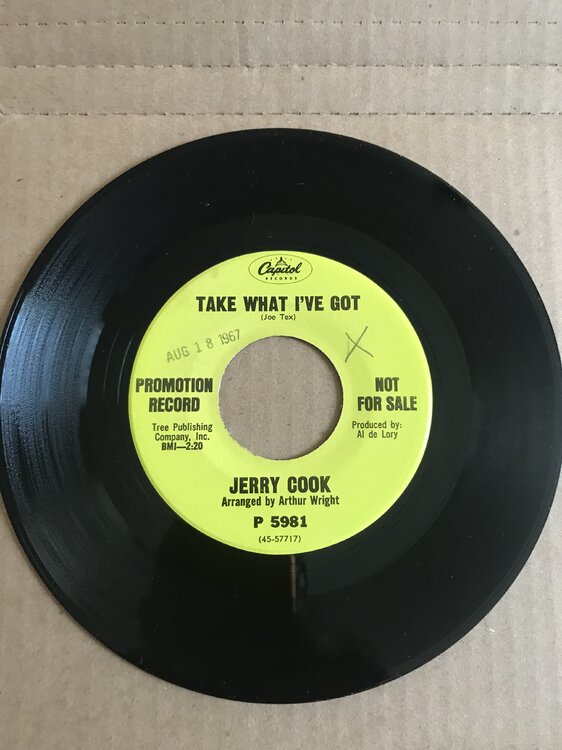 Capitol
RECORDS
TAKE WHAT I'VE GOT
(Joe Tex)
AUG 18 1967
X
PROMOTION
RECORD
NOT
FOR SALE
Tree Publishing
Company, Inc.
BMI—2:20
Produced by:
Al de Lory
JERRY COOK
Arranged by Arthur Wright
P 5981
(45-57717)